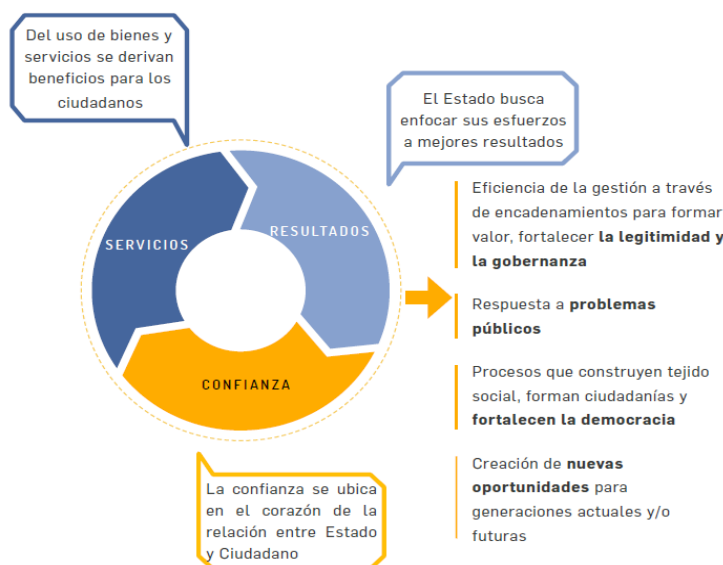 Del uso de bienes y
servicios se derivan
beneficios para los
ciudadanos
El Estado busca
enfocar sus esfuerzos
a mejores resultados
SERVICIOS
RESULTADOS
CONFIANZA
La confianza se ubica
en el corazón de la
relación entre Estado
y Ciudadano
Eficiencia de la gestión a través
de encadenamientos para formar
valor, fortalecer la legitimidad y
la gobernanza
Respuesta a problemas
públicos
Procesos que construyen tejido
social, forman ciudadanías y
fortalecen la democracia
Creación de nuevas
oportunidades para
generaciones actuales y/o
futuras